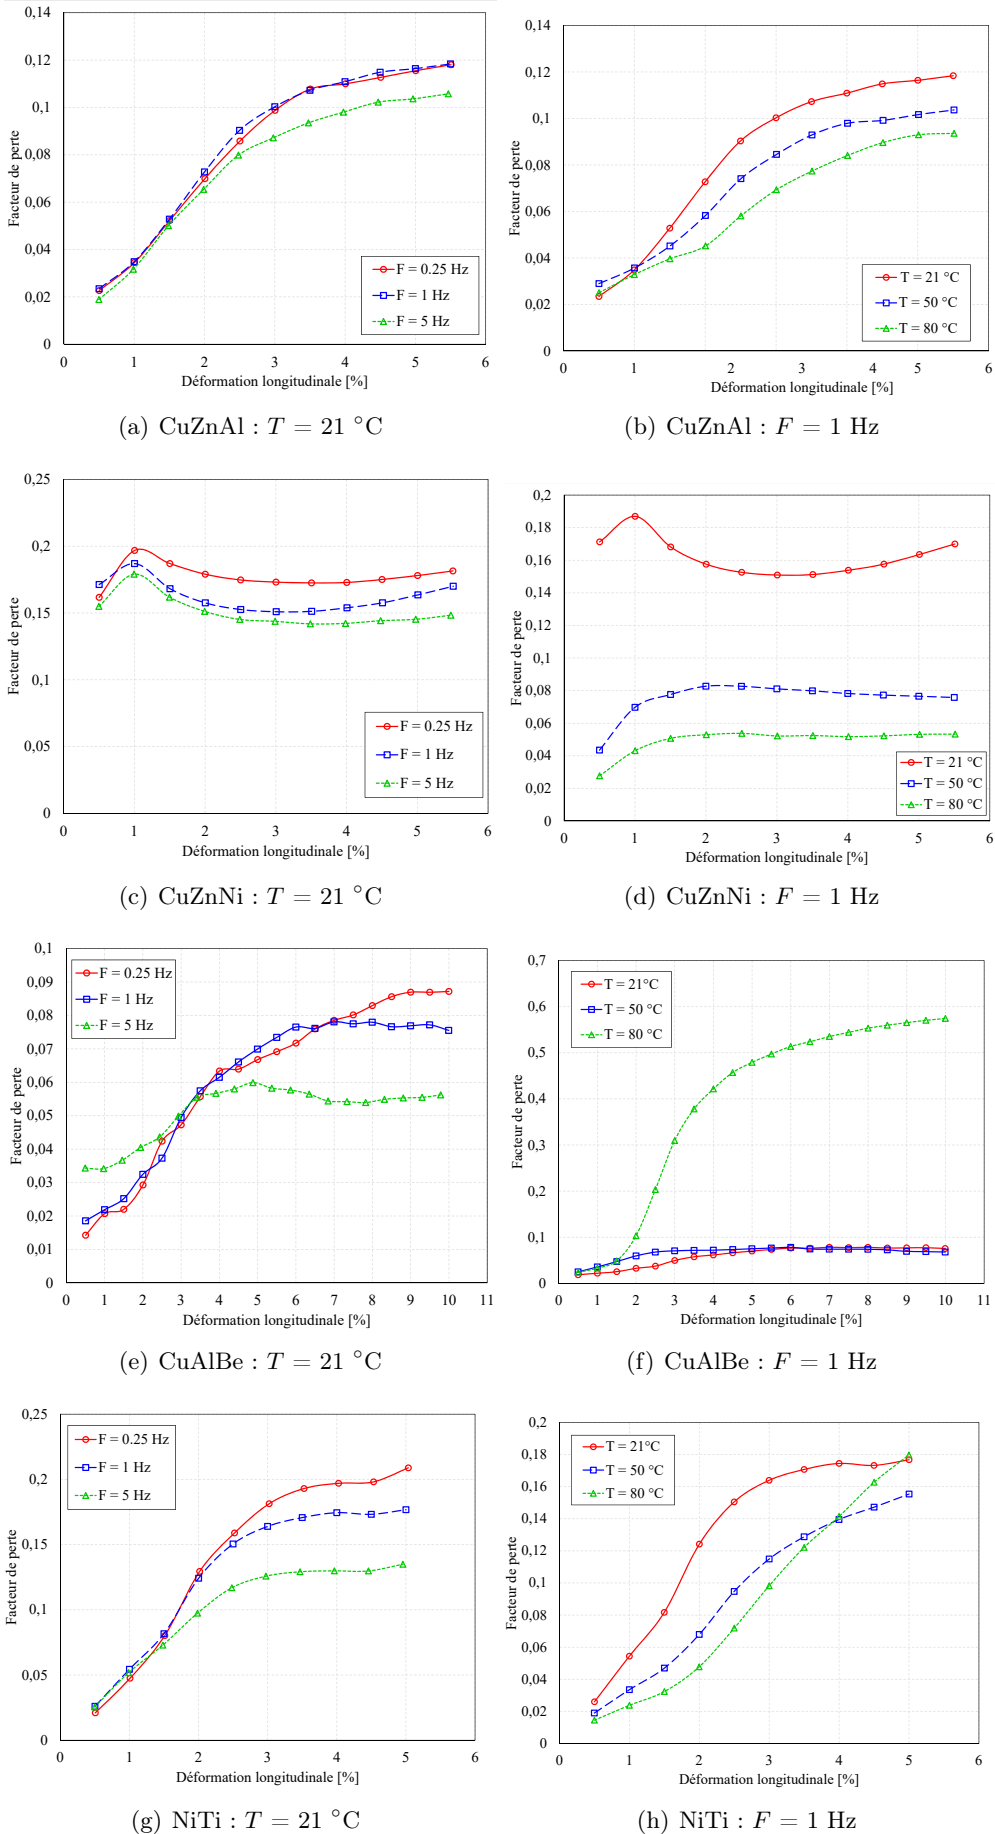 0,14
0,12
0,1
0,08
0,06
0,04
0,02
0
Facteur de perte
F = 0.25 Hz
F = 1 Hz
F = 5 Hz
0 1 2 3 4 5 6
Déformation longitudinale [%]
(a) CuZnAl : T = 21 °C
0,14
0,12
0,1
0,08
0,06
0,04
0,02
0
Facteur de perte
T = 21 °C
T = 50 °C
T = 80 °C
0 1 2 3 4 5 6
Déformation longitudinale [%]
(b) CuZnAl : F = 1 Hz
0,25
0,2
0,15
0,1
0,05
0
Facteur de perte
F = 0.25 Hz
F = 1 Hz
F = 5 Hz
0 1 2 3 4 5 6
Déformation longitudinale [%]
(c) CuZnNi : T = 21 °C
0,2
0,18
0,16
0,14
0,12
0,1
0,08
0,06
0,04
0,02
0
Facteur de perte
T = 21 °C
T = 50 °C
T = 80 °C
0 1 2 3 4 5 6
Déformation longitudinale [%]
(d) CuZnNi : F = 1 Hz
0,1
0,09
0,08
0,07
0,06
0,05
0,04
0,03
0,02
0,01
0
Facteur de perte
F = 0.25 Hz
F = 1 Hz
F = 5 Hz
0 1 2 3 4 5 6 7 8 9 10 11
Déformation longitudinale [%]
(e) CuAlBe : T = 21 °C
0,7
0,6
0,5
0,4
0,3
0,2
0,1
0
Facteur de perte
T = 21°C
T = 50 °C
T = 80 °C
0 1 2 3 4 5 6 7 8 9 10 11
Déformation longitudinale [%]
(f) CuAlBe : F = 1 Hz
0,25
0,2
0,15
0,1
0,05
0
Facteur de perte
F = 0.25 Hz
F = 1 Hz
F = 5 Hz
0 1 2 3 4 5 6
Déformation longitudinale [%]
(g) NiTi : T = 21 °C
0,2
0,18
0,16
0,14
0,12
0,1
0,08
0,06
0,04
0,02
0
Facteur de perte
T = 21°C
T = 50 °C
T = 80 °C
0 1 2 3 4 5 6
Déformation longitudinale [%]
(h) NiTi : F = 1 Hz